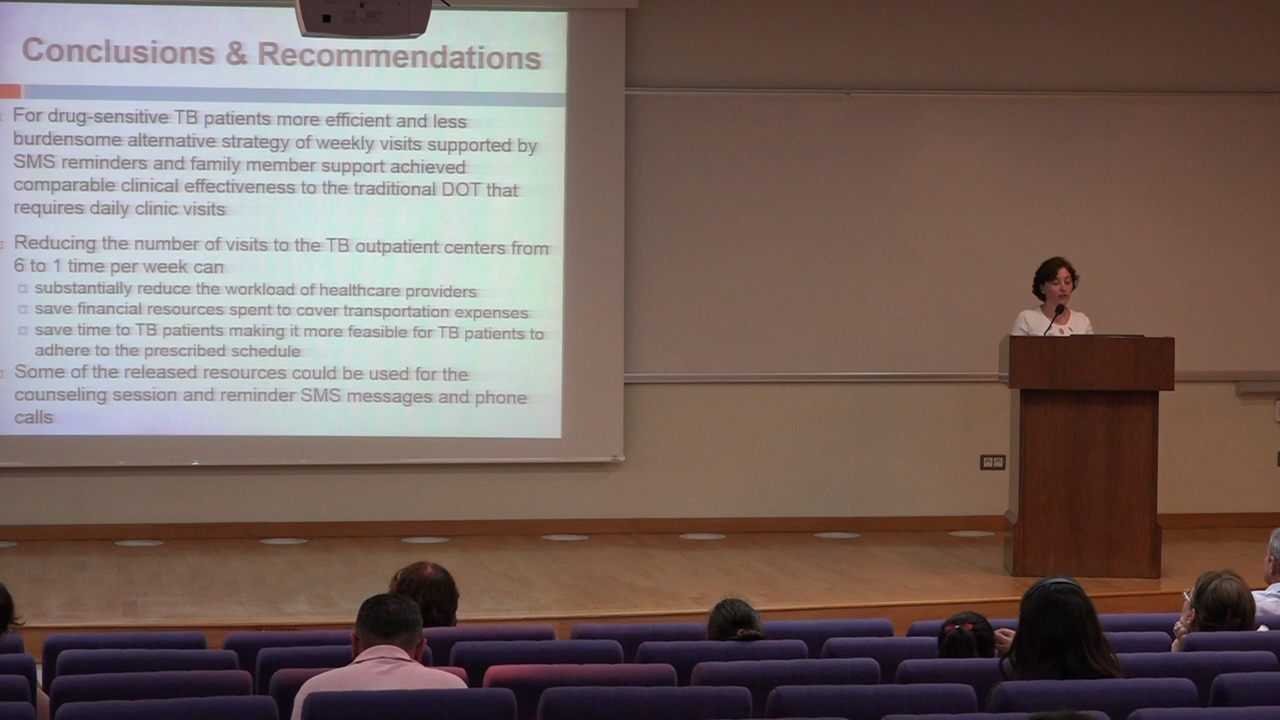 Conclusions & Recommendations
For drug-sensitive TB patients more efficient and less
burdensome alternative strategy of weekly visits supported by
SMS reminders and family member support achieved
comparable clinical effectiveness to the traditional DOT that
requires daily clinic visits
Reducing the number of visits to the TB outpatient centers from
6 to 1 time per week can
substantially reduce the workload of healthcare providers
save financial resources spent to cover transportation expenses
save time to TB patients making it more feasible for TB patients to
adhere to the prescribed schedule
Some of the released resources could be used for the
counseling session and reminder SMS messages and phone
calls